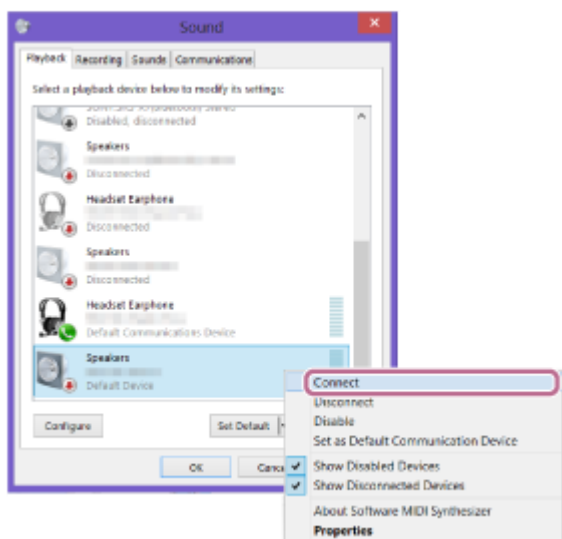 Sound
Playback Recording Sounds Communications
Select a playback device below to modify its settings:
Disabled, disconnected
Speakers
Disconnected
Headset Earphone
Disconnected
Speakers
Disconnected
Headset Earphone
Default Communications Device
Speakers
Default Device
Configure
Set Default
OK
Connect
Disconnect
Disable
Set as Default Communication Device
Show Disabled Devices
Show Disconnected Devices
About Software MIDI Synthesizer
Properties